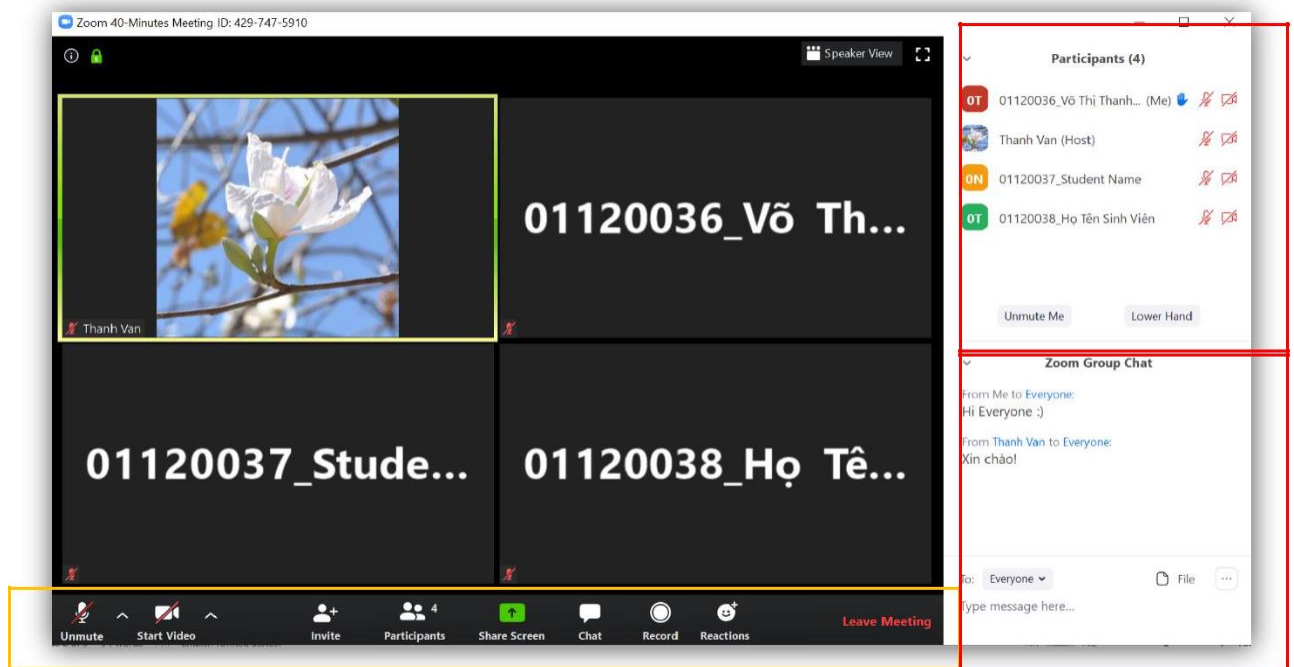 Zoom 40-Minutes Meeting ID: 429-747-5910
Speaker View
Thanh Van
01120036_Võ Th...
01120037_Stude...
01120038_Họ Tê...
Unmute
Start Video
Invite
Participants 4
Share Screen
Chat
Record
Reactions
Leave Meeting
Participants (4)
0T 01120036_Võ Thị Thanh... (Me)
Thanh Van (Host)
0N 01120037_Student Name
0T 01120038_Họ Tên Sinh Viên
Unmute Me Lower Hand
Zoom Group Chat
From Me to Everyone:
Hi Everyone :)
From Thanh Van to Everyone:
Xin chào!
To: Everyone File ...
Type message here...